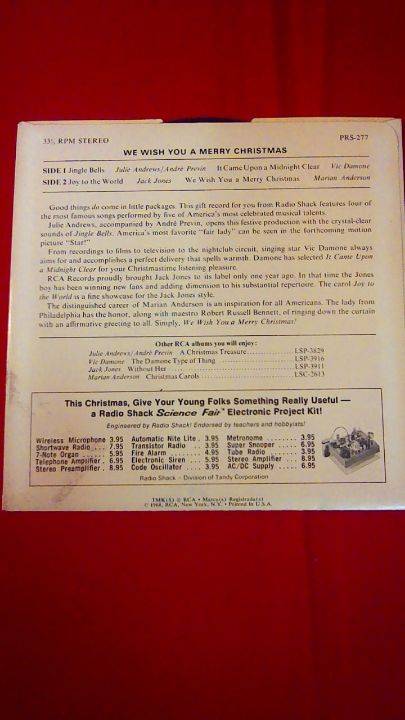 33⅓ RPM STEREO PRS-277
WE WISH YOU A MERRY CHRISTMAS
SIDE 1 Jingle Bells Julie Andrews/André Previn It Came Upon a Midnight Clear Vic Damone
SIDE 2 Joy to the World Jack Jones We Wish You a Merry Christmas Marian Anderson
Good things do come in little packages. This gift record for you from Radio Shack features four of
the most famous songs performed by five of America's most celebrated musical talents.
Julie Andrews, accompanied by André Previn, opens this festive production with the crystal-clear
sounds of Jingle Bells. America's most favorite "fair lady" can be seen in the forthcoming motion
picture "Star!"
From recordings to films to television to the nightclub circuit, singing star Vic Damone always
aims for and accomplishes a perfect delivery that spells warmth. Damone has selected It Came Upon
a Midnight Clear for your Christmastime listening pleasure.
RCA Records proudly brought Jack Jones to its label only one year ago. In that time the Jones
boy has been winning new fans and adding dimension to his substantial repertoire. The carol Joy to
the World is a fine showcase for the Jack Jones style.
The distinguished career of Marian Anderson is an inspiration for all Americans. The lady from
Philadelphia has the honor, along with maestro Robert Russell Bennett, of ringing down the curtain
with an affirmative greeting to all. Simply, We Wish You a Merry Christmas!
Other RCA albums you will enjoy:
Julie Andrews/André Previn A Christmas Treasure LSP-3829
Vic Damone The Damone Type of Thing LSP-3916
Jack Jones Without Her LSP-3911
Marian Anderson Christmas Carols LSC-2613
This Christmas, Give Your Young Folks Something Really Useful —
a Radio Shack Science Fair™ Electronic Project Kit!
Engineered by Radio Shack! Endorsed by teachers and hobbyists!
Wireless Microphone 3.95 Automatic Nite Lite . 3.95 Metronome ...... 3.95
Shortwave Radio ... 7.95 Transistor Radio .. 3.95 Super Snooper ..... 6.95
7-Note Organ ...... 5.95 Fire Alarm ...... 4.95 Tube Radio ....... 3.95
Telephone Amplifier . 6.95 Electronic Siren ... 5.95 Stereo Amplifier ... 8.95
Stereo Preamplifier . 8.95 Code Oscillator ... 3.95 AC/DC Supply ..... 6.95
Radio Shack - Division of Tandy Corporation
TMK(S) ® RCA • Marca(s) Registrada(s)
© 1968, RCA, New York, N.Y. • Printed in U.S.A.